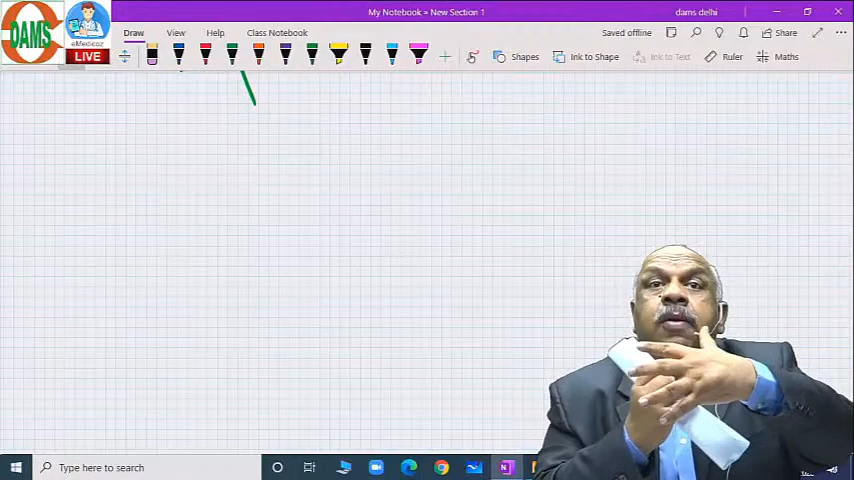 My Notebook = New Section 1
dams delhi
DAMS
eMedicoz
LIVE
Draw
View
Help
Class Notebook
Saved offline
Share
Shapes
Ink to Shape
Ink to Text
Ruler
Maths
Type here to search